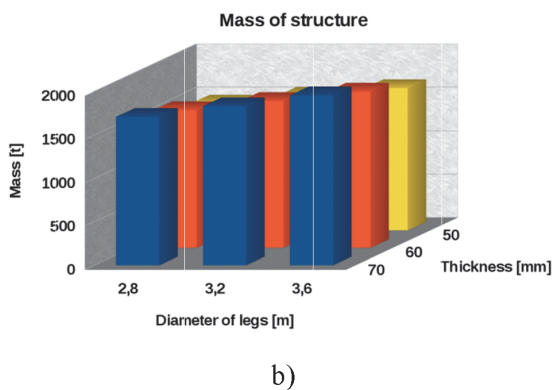 Mass of structure
2000
1500
1000
500
0
Mass [t]
2,8
3,2
3,6
70
60
50
Thickness [mm]
Diameter of legs [m]
b)